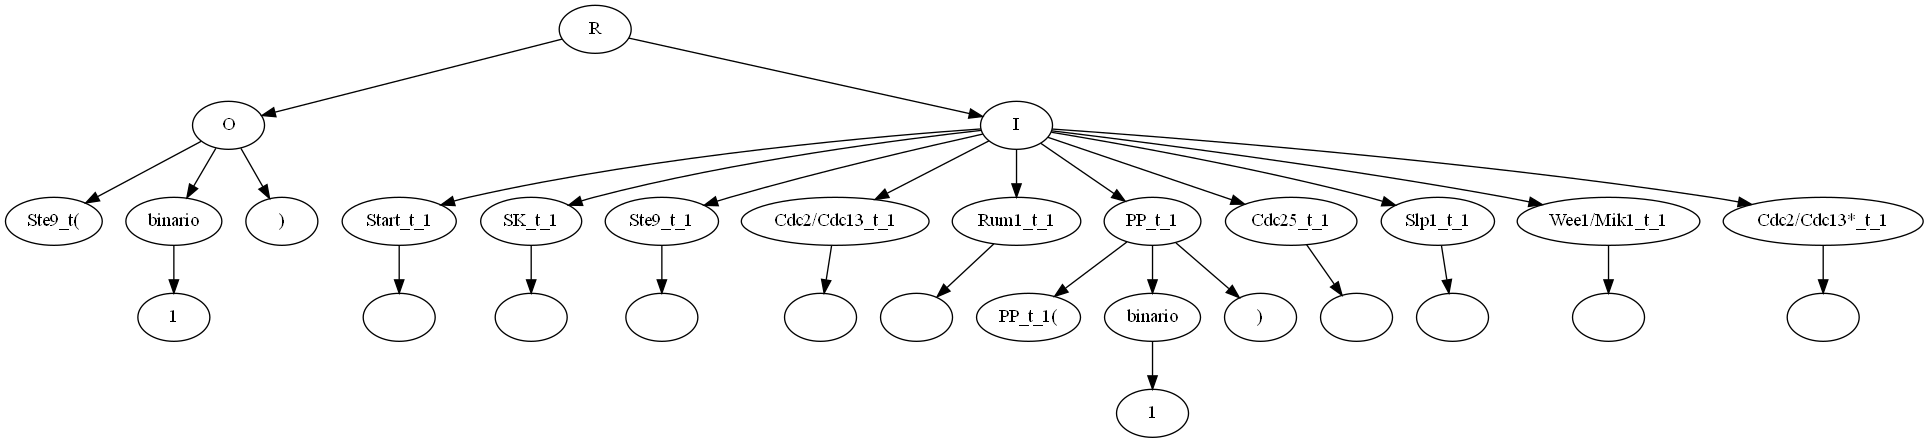 R
O
I
Ste9_t(
binario
)
Start_t_1
SK_t_1
Ste9_t_1
Cdc2/Cdc13_t_1
Rum1_t_1
PP_t_1
Cdc25_t_1
Slp1_t_1
Wee1/Mik1_t_1
Cdc2/Cdc13*_t_1
1
PP_t_1(
binario
)
1